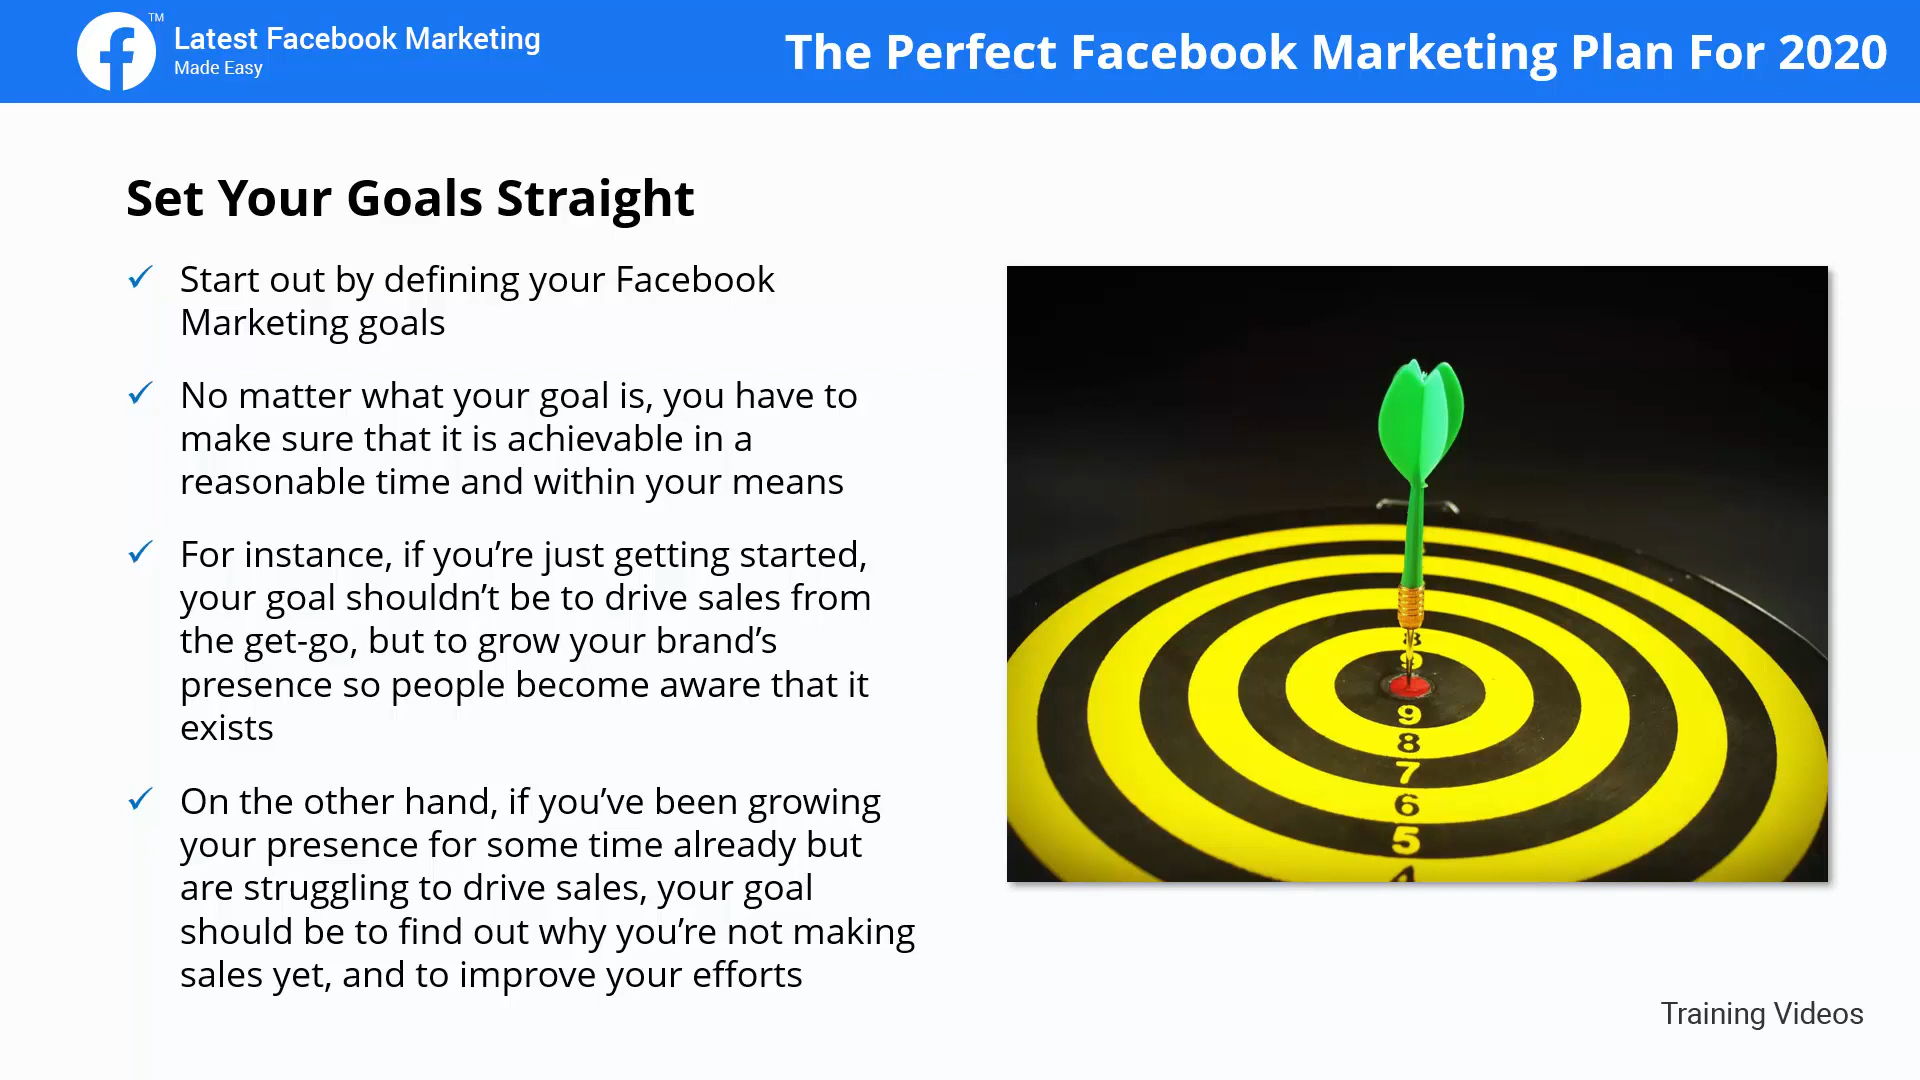 TM
Latest Facebook Marketing
Made Easy
The Perfect Facebook Marketing Plan For 2020
Set Your Goals Straight
Start out by defining your Facebook
Marketing goals
No matter what your goal is, you have to
make sure that it is achievable in a
reasonable time and within your means
For instance, if you’re just getting started,
your goal shouldn’t be to drive sales from
the get-go, but to grow your brand’s
presence so people become aware that it
exists
On the other hand, if you’ve been growing
your presence for some time already but
are struggling to drive sales, your goal
should be to find out why you’re not making
sales yet, and to improve your efforts
8
9
9
8
7
6
5
4
Training Videos